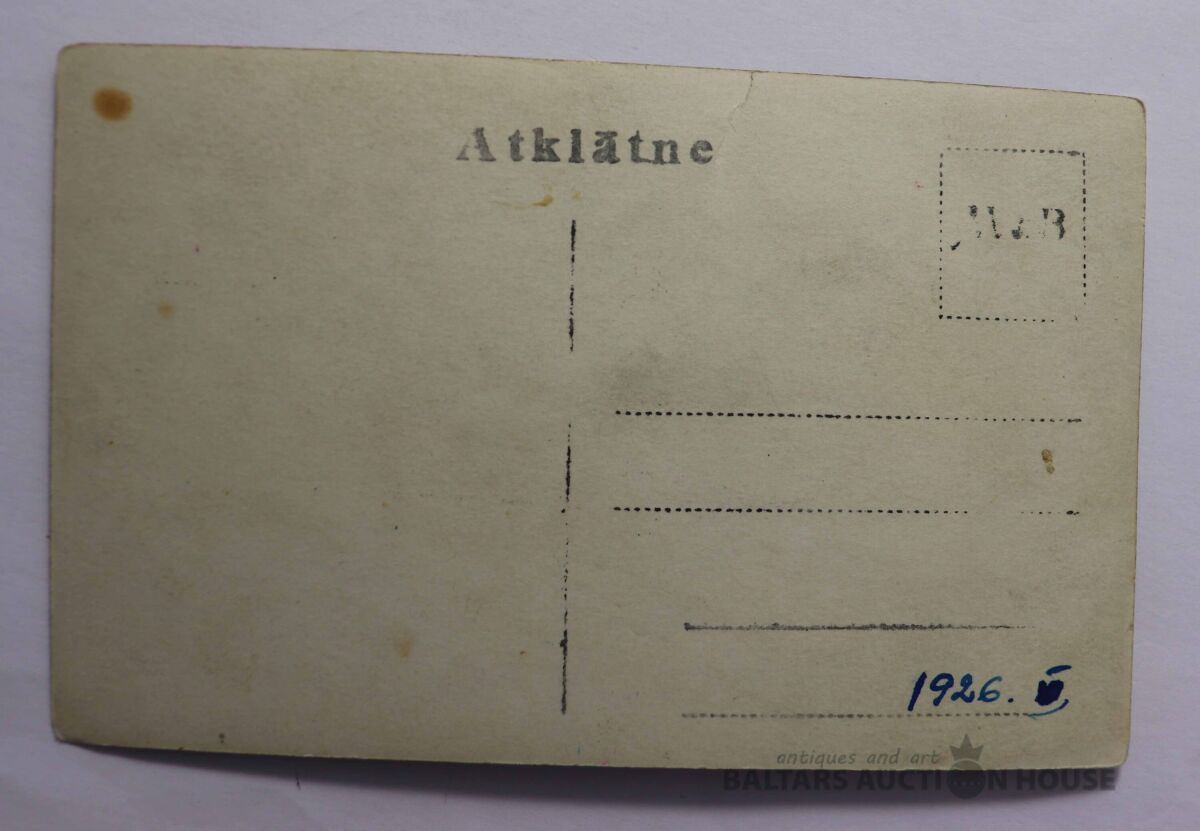 Atklātne
1926.
antiques and art
BALTARS AUCTION HOUSE